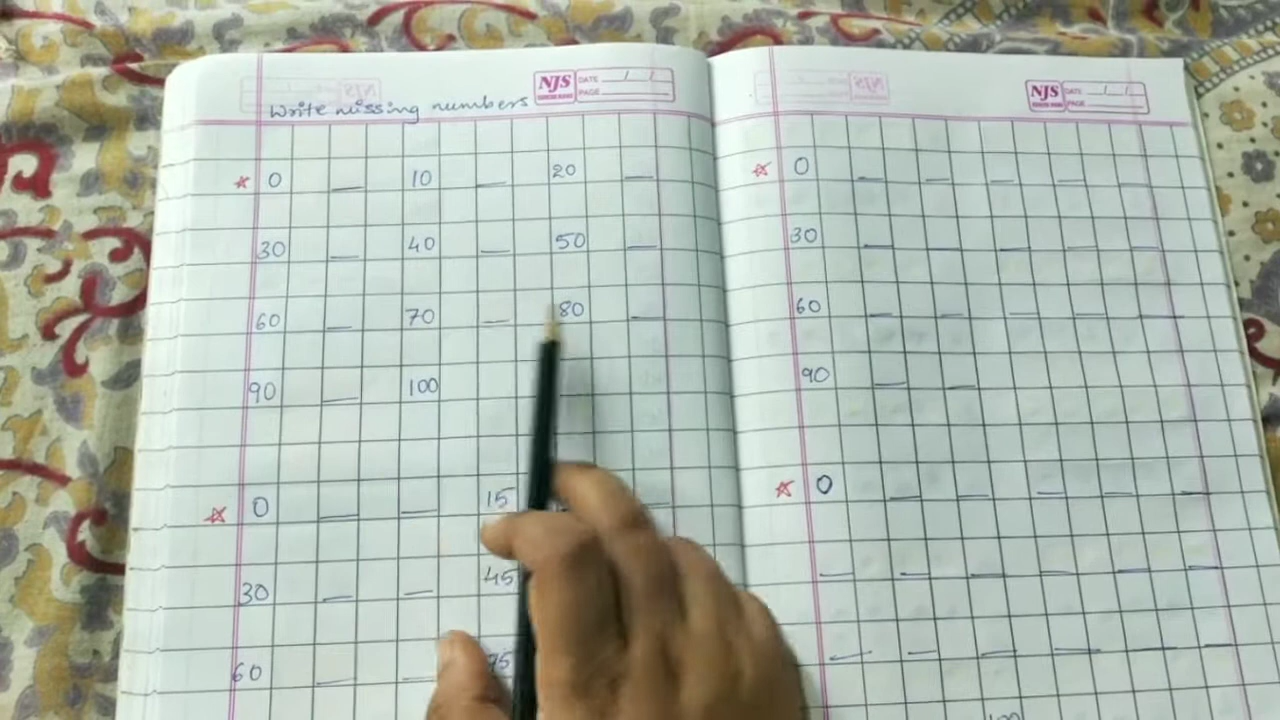 NJS
DATE / /
PAGE
Write missing numbers
0 _ 10 _ 20 _
30 _ 40 _ 50 _
60 _ 70 _ 80 _
90 _ 100
0 _ _ 15 _
30 _ _ 45
60 _ _ 75
NJS
DATE / /
PAGE
0 _ _ _ _ _
30 _ _ _ _
60 _ _ _ _ _
90 _ _
0 _ _ _ _ _
_ _ _ _ _ _
_ _ _ _ _ _
100